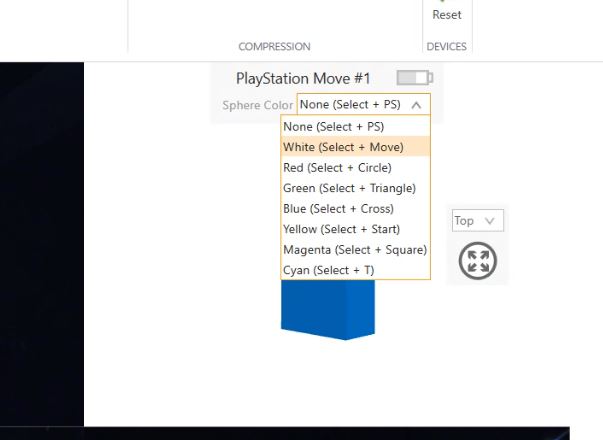 Reset
COMPRESSION
DEVICES
PlayStation Move #1
Sphere Color None (Select + PS)
None (Select + PS)
White (Select + Move)
Red (Select + Circle)
Green (Select + Triangle)
Blue (Select + Cross)
Yellow (Select + Start)
Magenta (Select + Square)
Cyan (Select + T)
Top